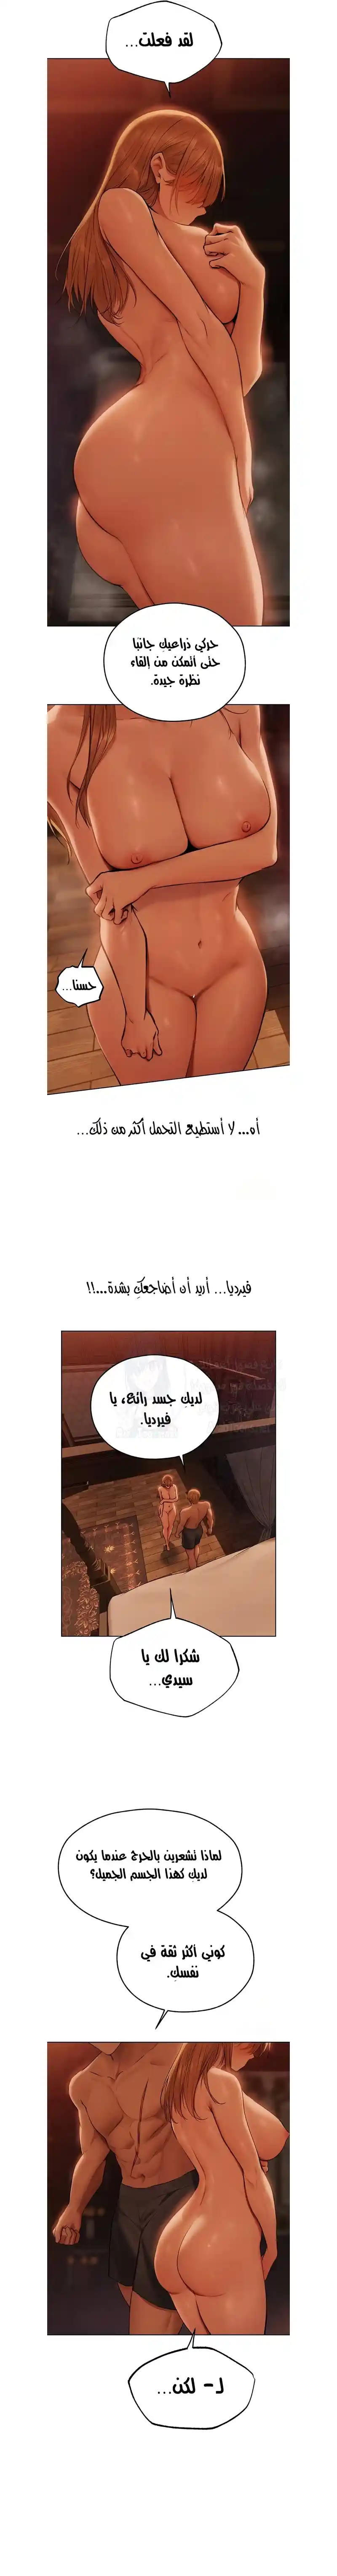 لقد فعلت...
حركي ذراعيكِ جانبًا
حتى أتمكن من إلقاء
نظرة جيدة.
حسنا...
أه... لا أستطيع التحمل أكثر من ذلك...
فيرديا... أريد أن أضاجعكِ بشدة...!!
لديكِ جسد رائع، يا
فيرديا.
شكرا لك يا
سيدي...
لماذا تشعرين بالحرج عندما يكون
لديكِ كهذا الجسم الجميل؟
كوني أكثر ثقة في
نفسكِ.
لـ- لكن...